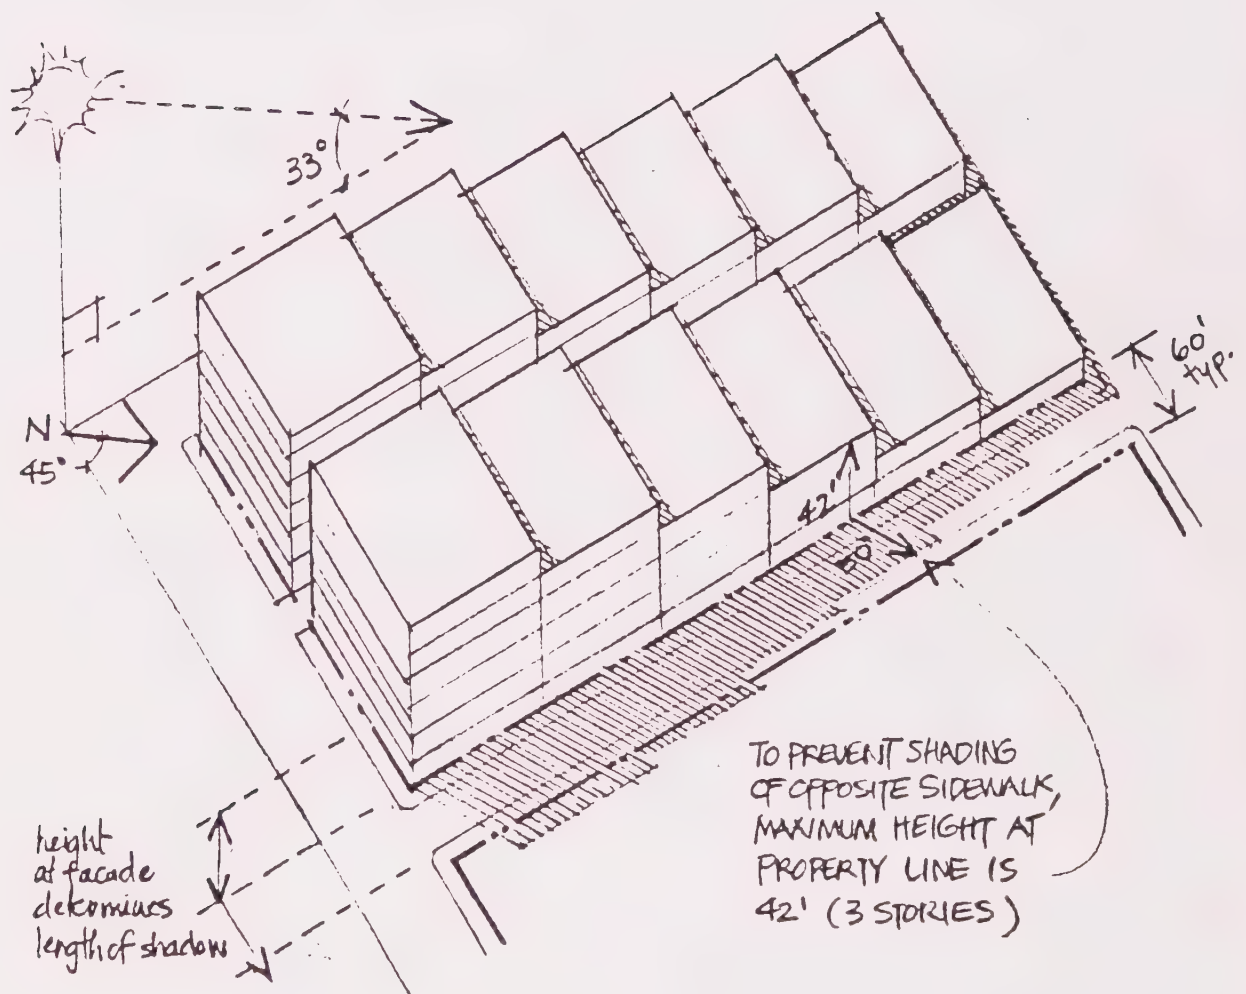 33°
N
45°
60'
typ.
42'
TO PREVENT SHADING
OF OPPOSITE SIDEWALK,
MAXIMUM HEIGHT AT
PROPERTY LINE IS
42' (3 STORIES)
height
at facade
determines
length of shadow